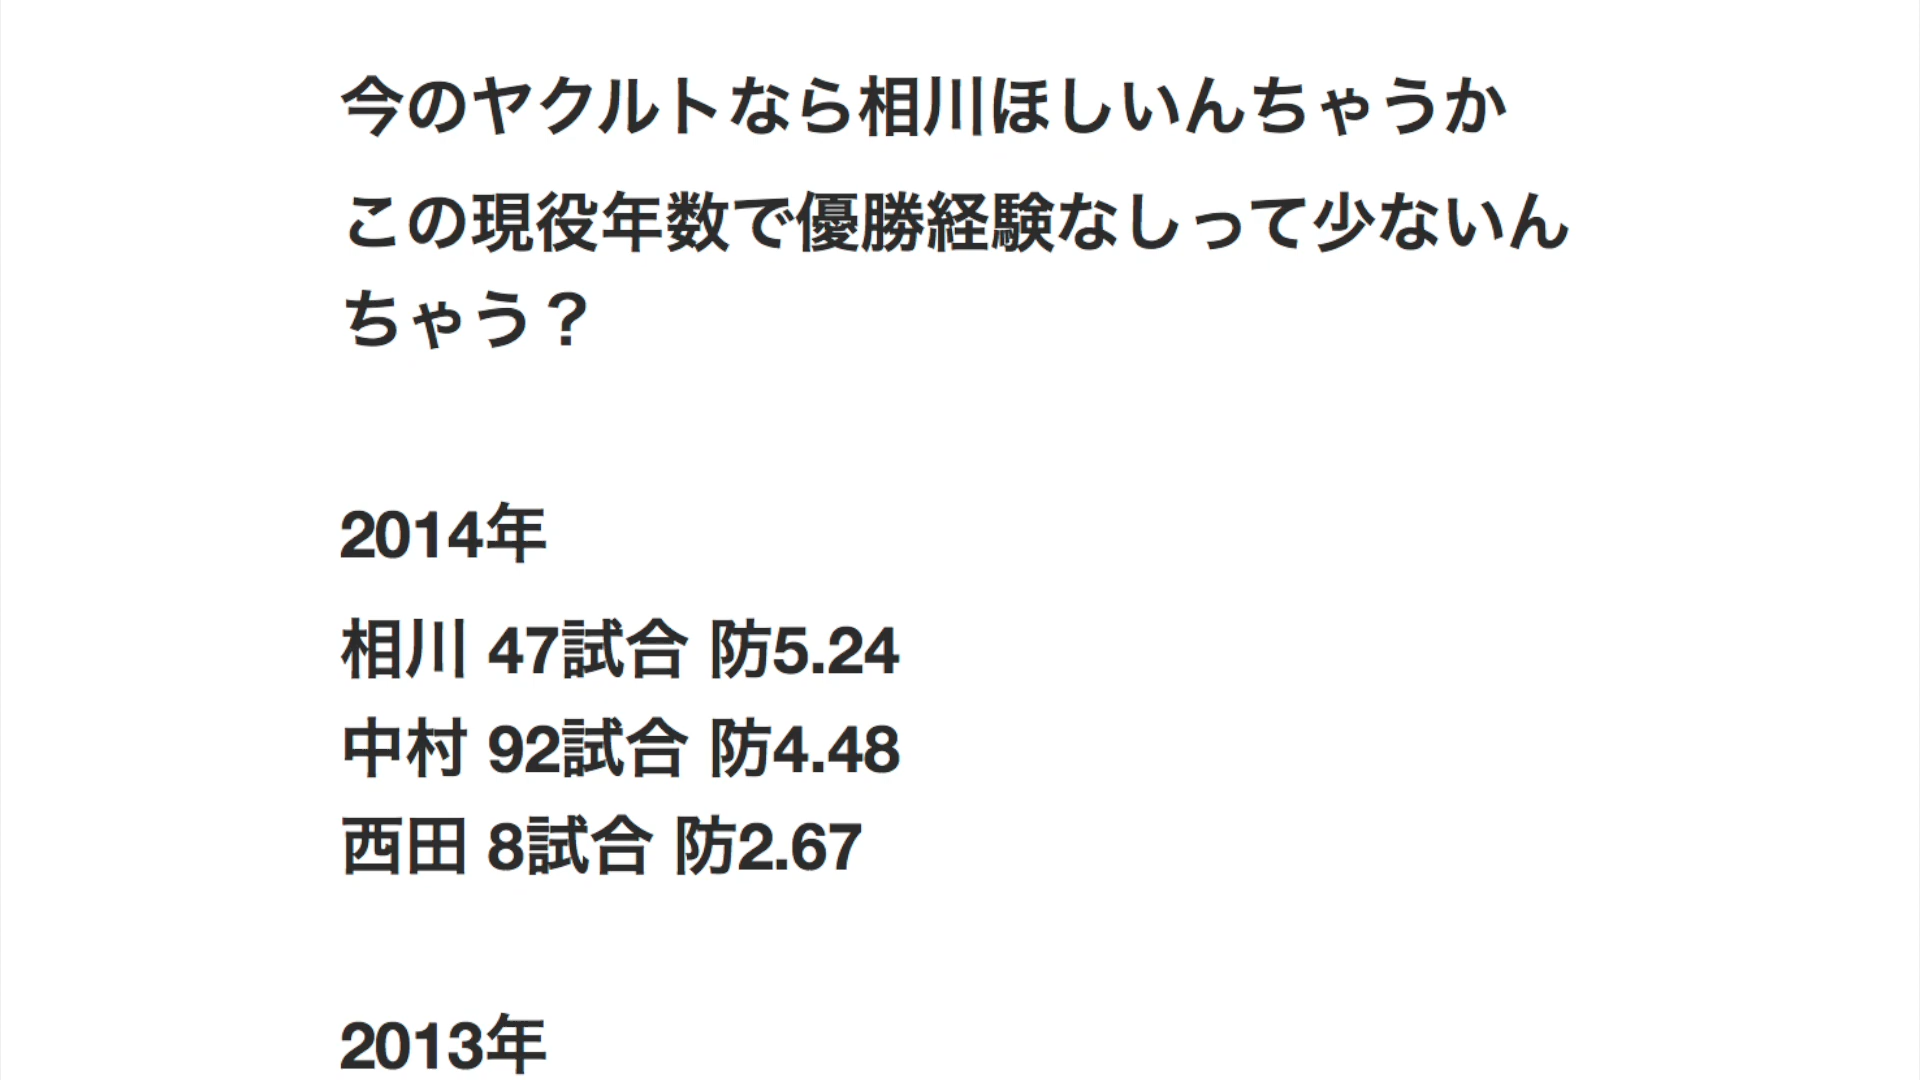 今のヤクルトなら相川ほしいんちゃうか
この現役年数で優勝経験なしって少ないん
ちゃう？
2014年
相川 47試合 防5.24
中村 92試合 防4.48
西田 8試合 防2.67
2013年